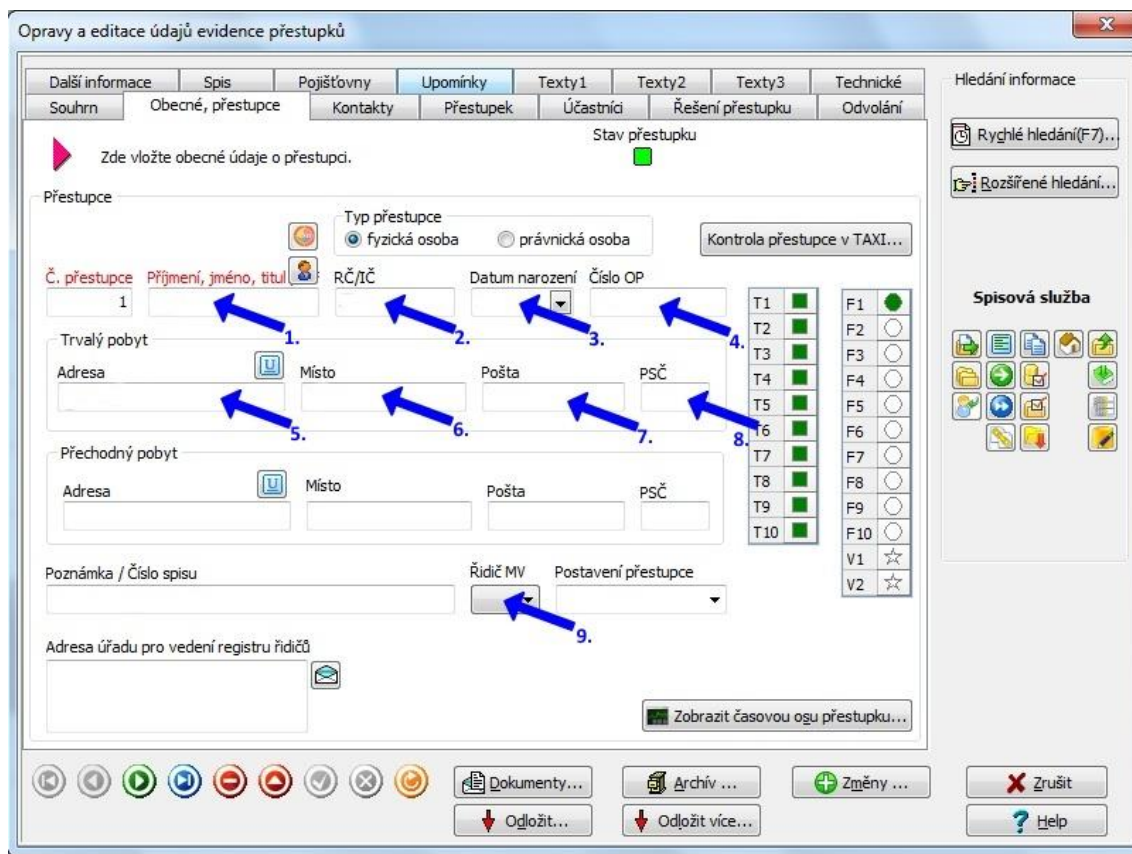 Opravy a editace údajů evidence přestupků
Další informace Spis Pojišťovny Upomínky Texty1 Texty2 Texty3 Technické
Souhrn Obecné, přestupce Kontakty Přestupek Účastníci Řešení přestupku Odvolání
Zde vložte obecné údaje o přestupci.
Stav přestupku
Přestupce
Typ přestupce
fyzická osoba právnická osoba
Kontrola přestupce v TAXI...
Č. přestupce Příjmení, jméno, titul RČ/IČ Datum narození Číslo OP
1
1. 2. 3. 4.
Trvalý pobyt
Adresa Místo Pošta PSČ
5. 6. 7. 8.
Přechodný pobyt
Adresa Místo Pošta PSČ
Poznámka / Číslo spisu Řidič MV Postavení přestupce
9.
Adresa úřadu pro vedení registru řidičů
Zobrazit časovou osu přestupku...
T1
T2
T3
T4
T5
T6
T7
T8
T9
T10
F1
F2
F3
F4
F5
F6
F7
F8
F9
F10
V1
V2
Hledání informace
Rychlé hledání(F7)...
Rozšířené hledání...
Spisová služba
Dokumenty... Archív ... Změny ... Zrušit
Odložit... Odložit více... Help